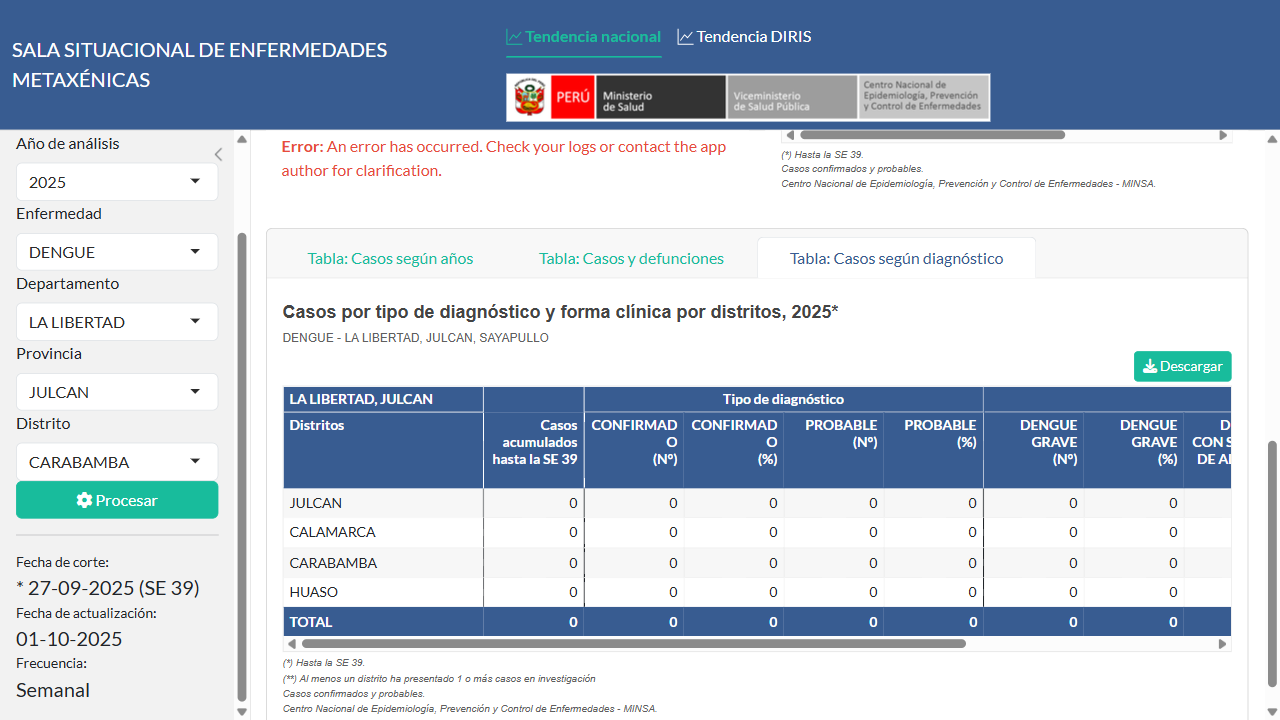 SALA SITUACIONAL DE ENFERMEDADES
METAXÉNICAS
Tendencia nacional
Tendencia DIRIS
PERÚ
Ministerio
de Salud
Viceministerio
de Salud Pública
Centro Nacional de
Epidemiología, Prevención
y Control de Enfermedades
Año de análisis
2025
Enfermedad
DENGUE
Departamento
LA LIBERTAD
Provincia
JULCAN
Distrito
CARABAMBA
Procesar
Fecha de corte:
* 27-09-2025 (SE 39)
Fecha de actualización:
01-10-2025
Frecuencia:
Semanal
Error: An error has occurred. Check your logs or contact the app
author for clarification.
(*) Hasta la SE 39.
Casos confirmados y probables.
Centro Nacional de Epidemiología, Prevención y Control de Enfermedades - MINSA.
Tabla: Casos según años
Tabla: Casos y defunciones
Tabla: Casos según diagnóstico
Casos por tipo de diagnóstico y forma clínica por distritos, 2025*
DENGUE - LA LIBERTAD, JULCAN, SAYAPULLO
Descargar
LA LIBERTAD, JULCAN Tipo de diagnóstico
Distritos
Casos
acumulados
hasta la SE 39
CONFIRMAD
O
(Nº)
CONFIRMAD
O
(%)
PROBABLE
(Nº)
PROBABLE
(%)
DENGUE
GRAVE
(Nº)
DENGUE
GRAVE
(%)
D
CON S
DE A
JULCAN 0 0 0 0 0 0 0
CALAMARCA 0 0 0 0 0 0 0
CARABAMBA 0 0 0 0 0 0 0
HUASO 0 0 0 0 0 0 0
TOTAL 0 0 0 0 0 0 0
(*) Hasta la SE 39.
(**) Al menos un distrito ha presentado 1 o más casos en investigación
Casos confirmados y probables.
Centro Nacional de Epidemiología, Prevención y Control de Enfermedades - MINSA.